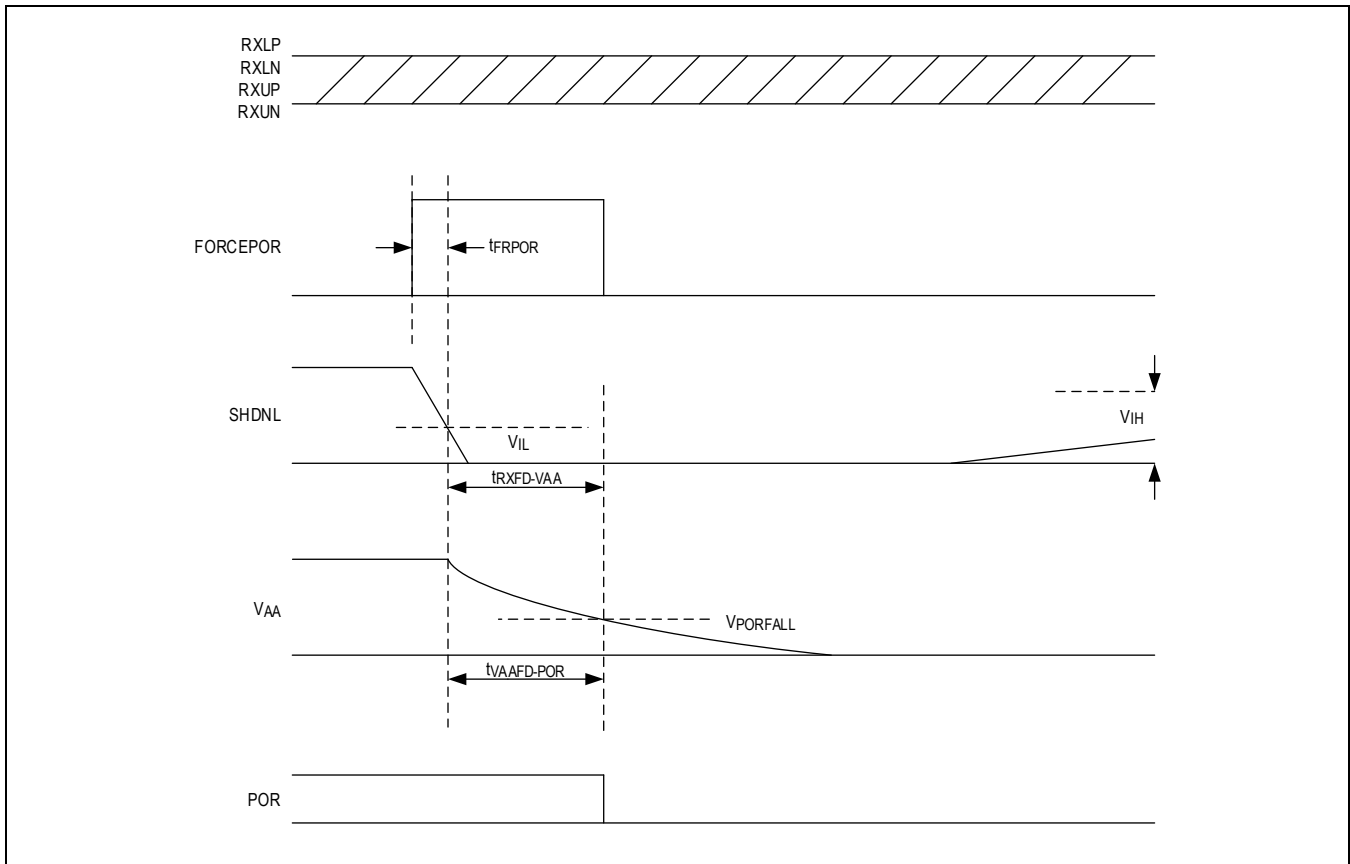 RXLP
RXLN
RXUP
RXUN
FORCEPOR
tFRPOR
SHDNL
VIL
VIH
tRXFD-VAA
VAA
VPORFALL
tVAAFD-POR
POR